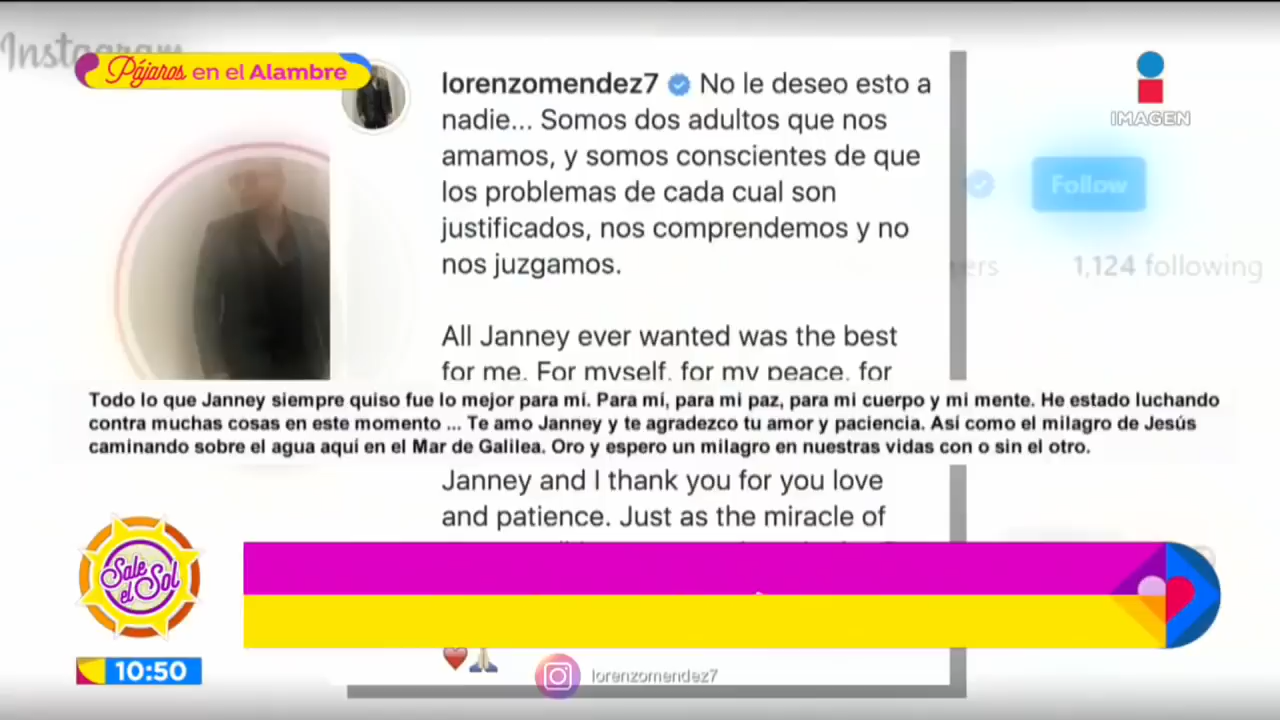 Instagram
Pájaros en el Alambre
IMAGEN
lorenzomendez7 No le deseo esto a
nadie... Somos dos adultos que nos
amamos, y somos conscientes de que
los problemas de cada cual son
justificados, nos comprendemos y no
nos juzgamos.
Follow
1,124 following
All Janney ever wanted was the best
for me. For myself, for my peace, for
Todo lo que Janney siempre quiso fue lo mejor para mí. Para mí, para mi paz, para mi cuerpo y mi mente. He estado luchando
contra muchas cosas en este momento ... Te amo Janney y te agradezco tu amor y paciencia. Así como el milagro de Jesús
caminando sobre el agua aquí en el Mar de Galilea. Oro y espero un milagro en nuestras vidas con o sin el otro.
Janney and I thank you for you love
and patience. Just as the miracle of
Sale
el Sol
10:50
lorenzomendez7